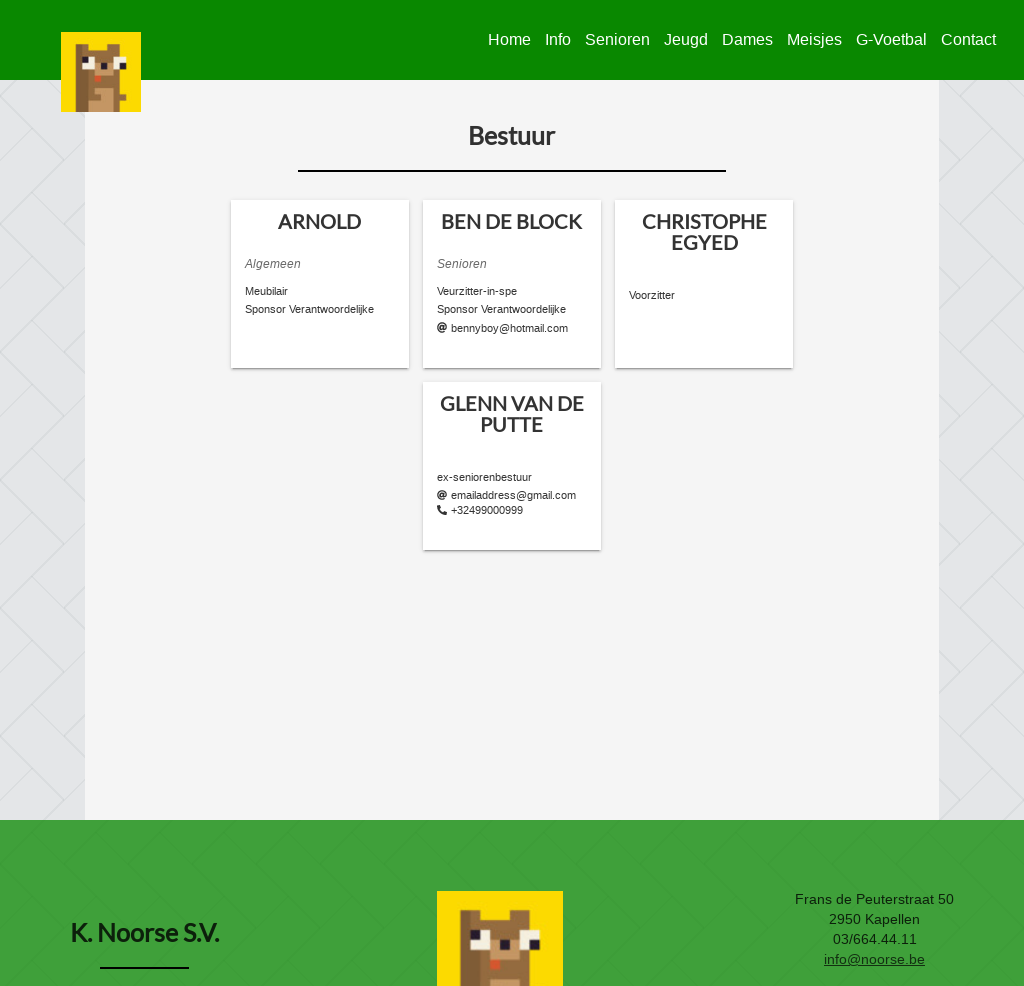 Home Info Senioren Jeugd Dames Meisjes G-Voetbal Contact
Bestuur
ARNOLD
Algemeen
Meubilair
Sponsor Verantwoordelijke
BEN DE BLOCK
Senioren
Veurzitter-in-spe
Sponsor Verantwoordelijke
@ bennyboy@hotmail.com
CHRISTOPHE
EGYED
Voorzitter
GLENN VAN DE
PUTTE
ex-seniorenbestuur
@ emailaddress@gmail.com
+32499000999
K. Noorse S.V.
Frans de Peuterstraat 50
2950 Kapellen
03/664.44.11
info@noorse.be